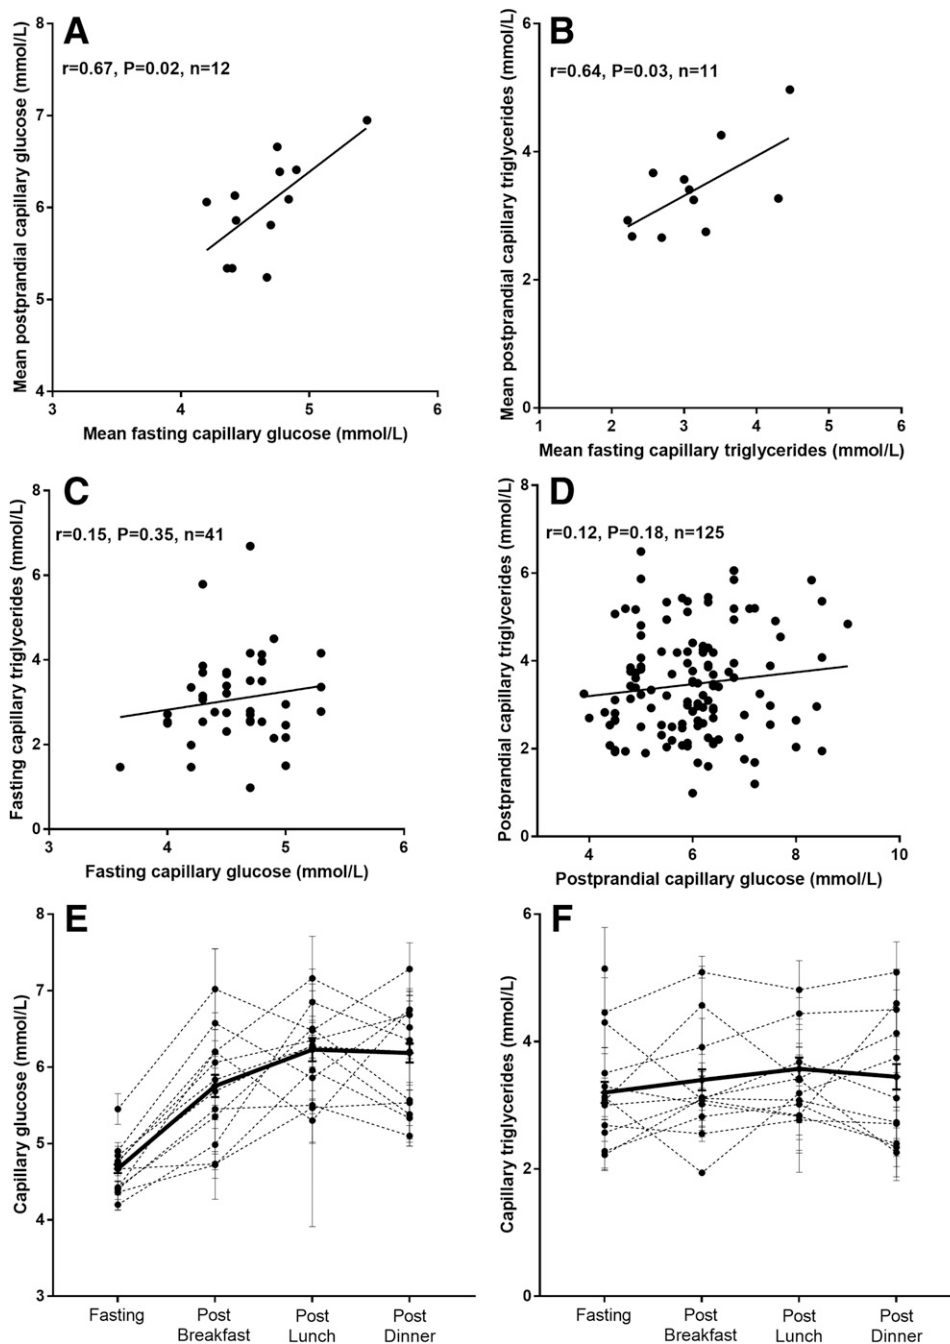 A
r=0.67, P=0.02, n=12
Mean postprandial capillary glucose (mmol/L)
8
7
6
5
4
3
4
5
6
Mean fasting capillary glucose (mmol/L)
B
r=0.64, P=0.03, n=11
Mean postprandial capillary triglycerides (mmol/L)
6
4
2
0
1
2
3
4
5
6
Mean fasting capillary triglycerides (mmol/L)
C
r=0.15, P=0.35, n=41
Fasting capillary triglycerides (mmol/L)
8
6
4
2
0
3
4
5
6
Fasting capillary glucose (mmol/L)
D
r=0.12, P=0.18, n=125
Postprandial capillary triglycerides (mmol/L)
8
6
4
2
0
4
6
8
10
Postprandial capillary glucose (mmol/L)
E
Capillary glucose (mmol/L)
8
7
6
5
4
3
Fasting
Post
Breakfast
Post
Lunch
Post
Dinner
F
Capillary triglycerides (mmol/L)
6
4
2
0
Fasting
Post
Breakfast
Post
Lunch
Post
Dinner